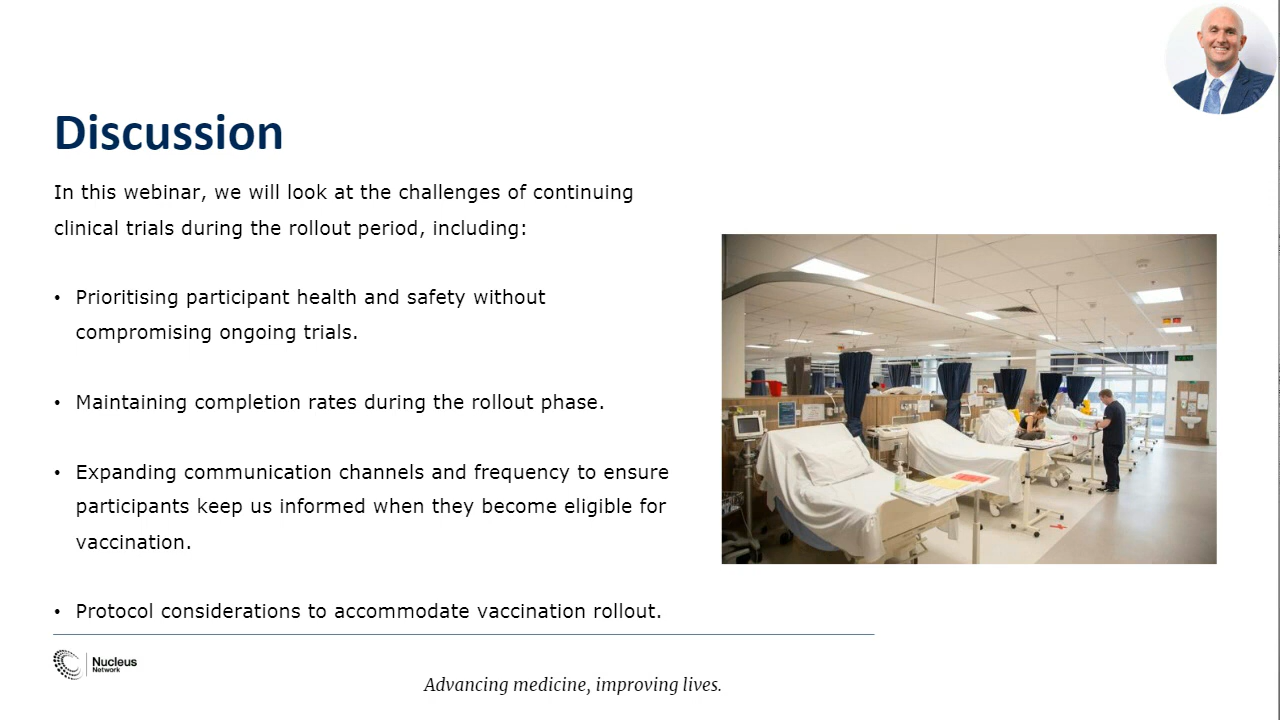 Discussion
In this webinar, we will look at the challenges of continuing
clinical trials during the rollout period, including:
• Prioritising participant health and safety without
compromising ongoing trials.
• Maintaining completion rates during the rollout phase.
• Expanding communication channels and frequency to ensure
participants keep us informed when they become eligible for
vaccination.
• Protocol considerations to accommodate vaccination rollout.
Nucleus
Network
Advancing medicine, improving lives.